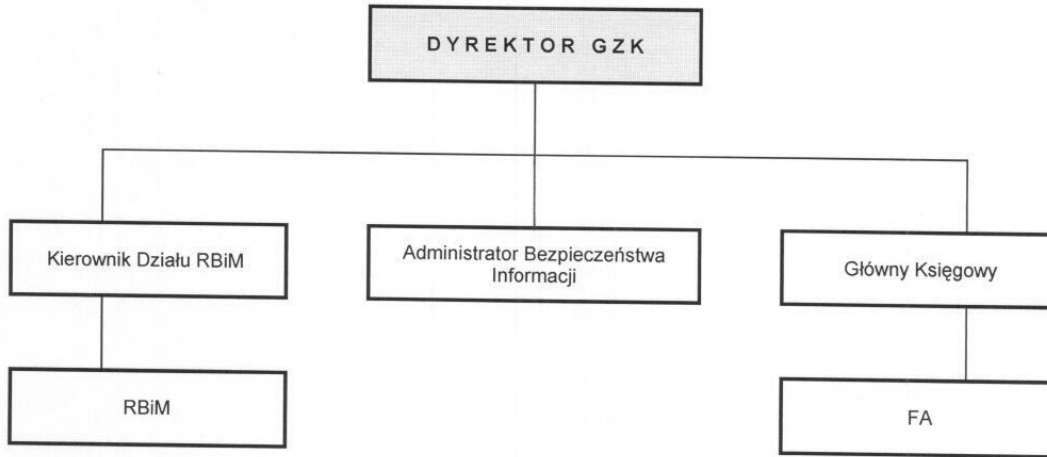 DYREKTOR GZK
Kierownik Działu RBiM
Administrator Bezpieczeństwa
Informacji
Główny Księgowy
RBiM
FA